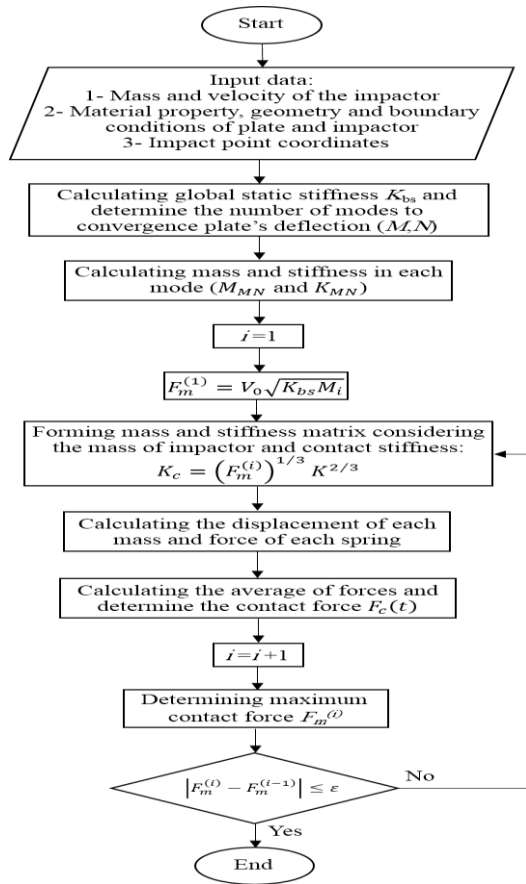 Start
Input data:
1- Mass and velocity of the impactor
2- Material property, geometry and boundary
conditions of plate and impactor
3- Impact point coordinates
Calculating global static stiffness K_bs and
determine the number of modes to
convergence plate's deflection (M,N)
Calculating mass and stiffness in each
mode (M_MN and K_MN)
i=1
F_m^(1) = V_0 √(K_bs M_i)
Forming mass and stiffness matrix considering
the mass of impactor and contact stiffness:
K_c = (F_m^(i))^1/3 K^2/3
Calculating the displacement of each
mass and force of each spring
Calculating the average of forces and
determine the contact force F_c(t)
i=i+1
Determining maximum
contact force F_m^(i)
|F_m^(i) − F_m^(i−1)| ≤ ε
No
Yes
End